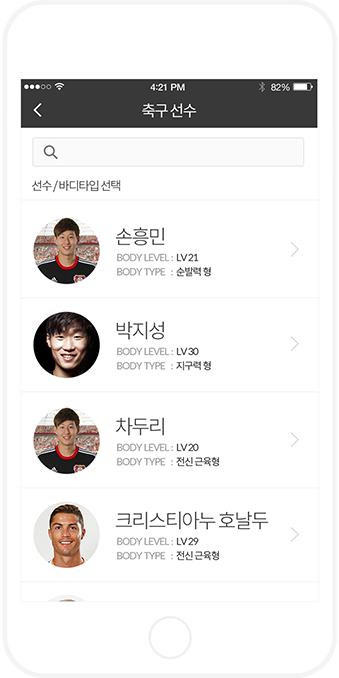 4:21 PM
82%
축구 선수
선수 / 바디타입 선택
손흥민
BODY LEVEL : LV 21
BODY TYPE : 순발력 형
박지성
BODY LEVEL : LV 30
BODY TYPE : 지구력 형
차두리
BODY LEVEL : LV 20
BODY TYPE : 전신 근육형
크리스티아누 호날두
BODY LEVEL : LV 29
BODY TYPE : 전신 근육형